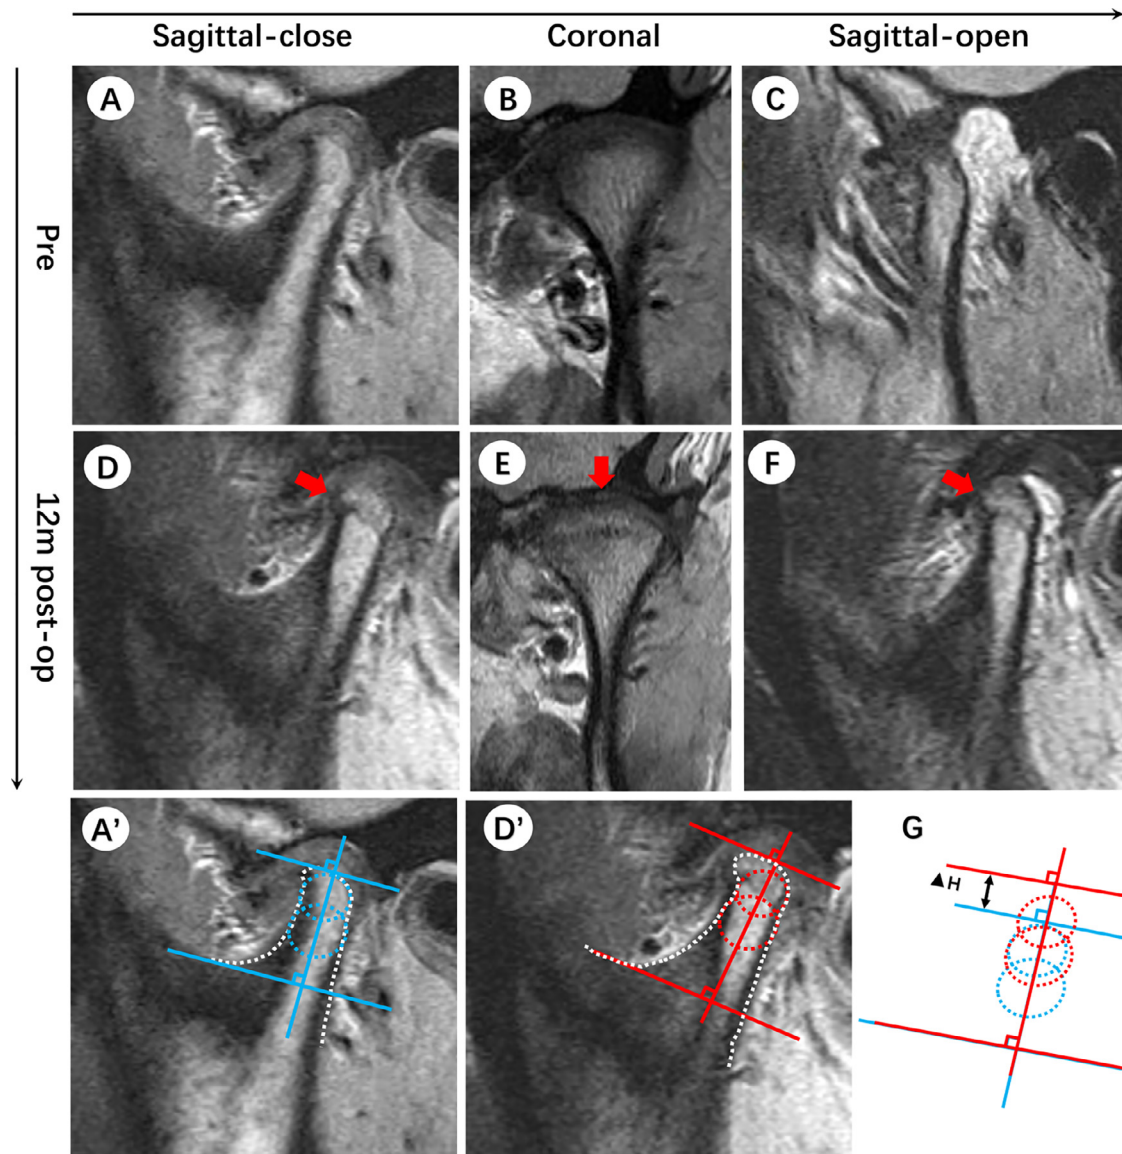 Sagittal-close
Coronal
Sagittal-open
Pre
A
B
C
12m post-op
D
E
F
A'
D'
G
▲H